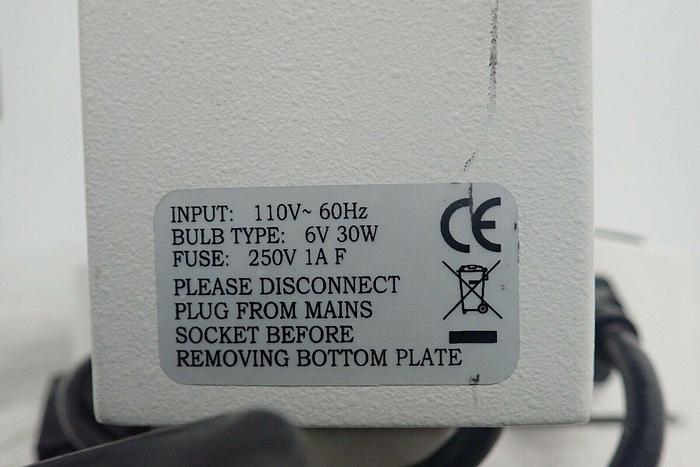 INPUT: 110V~ 60Hz
BULB TYPE: 6V 30W
FUSE: 250V 1A F
PLEASE DISCONNECT
PLUG FROM MAINS
SOCKET BEFORE
REMOVING BOTTOM PLATE
CE